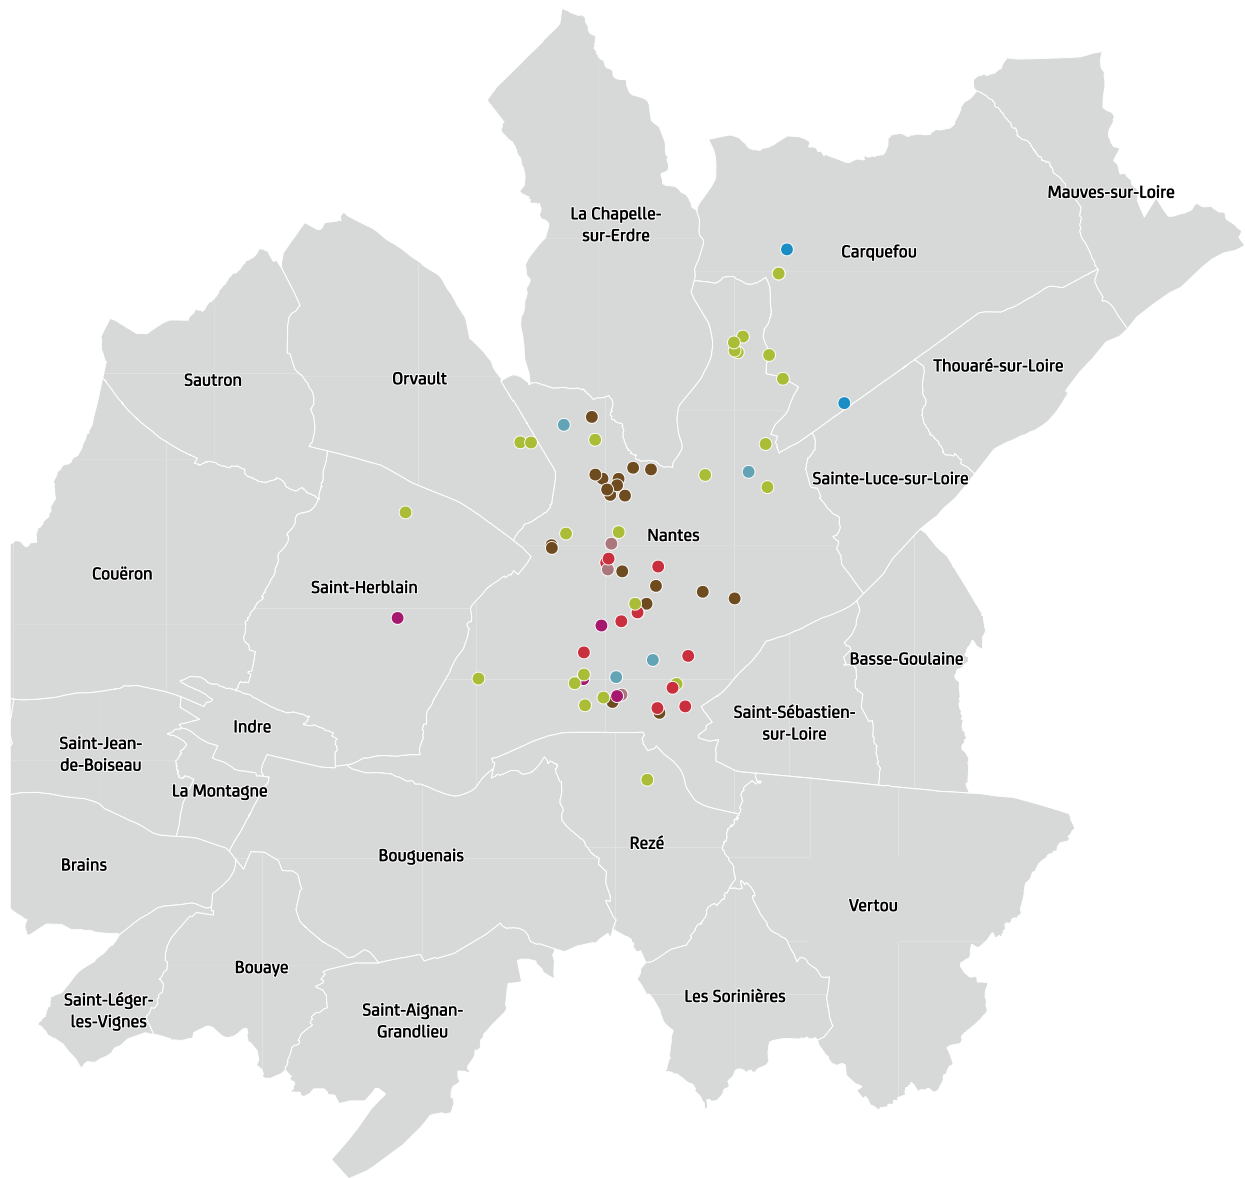 Mauves-sur-Loire
La Chapelle-
sur-Erdre
Carquefou
Thouaré-sur-Loire
Orvault
Sautron
Sainte-Luce-sur-Loire
Nantes
Couëron
Saint-Herblain
Basse-Goulaine
Saint-Sébastien-
sur-Loire
Indre
Saint-Jean-
de-Boiseau
La Montagne
Rezé
Bouguenais
Brains
Vertou
Bouaye
Les Sorinières
Saint-Léger-
les-Vignes
Saint-Aignan-
Grandlieu